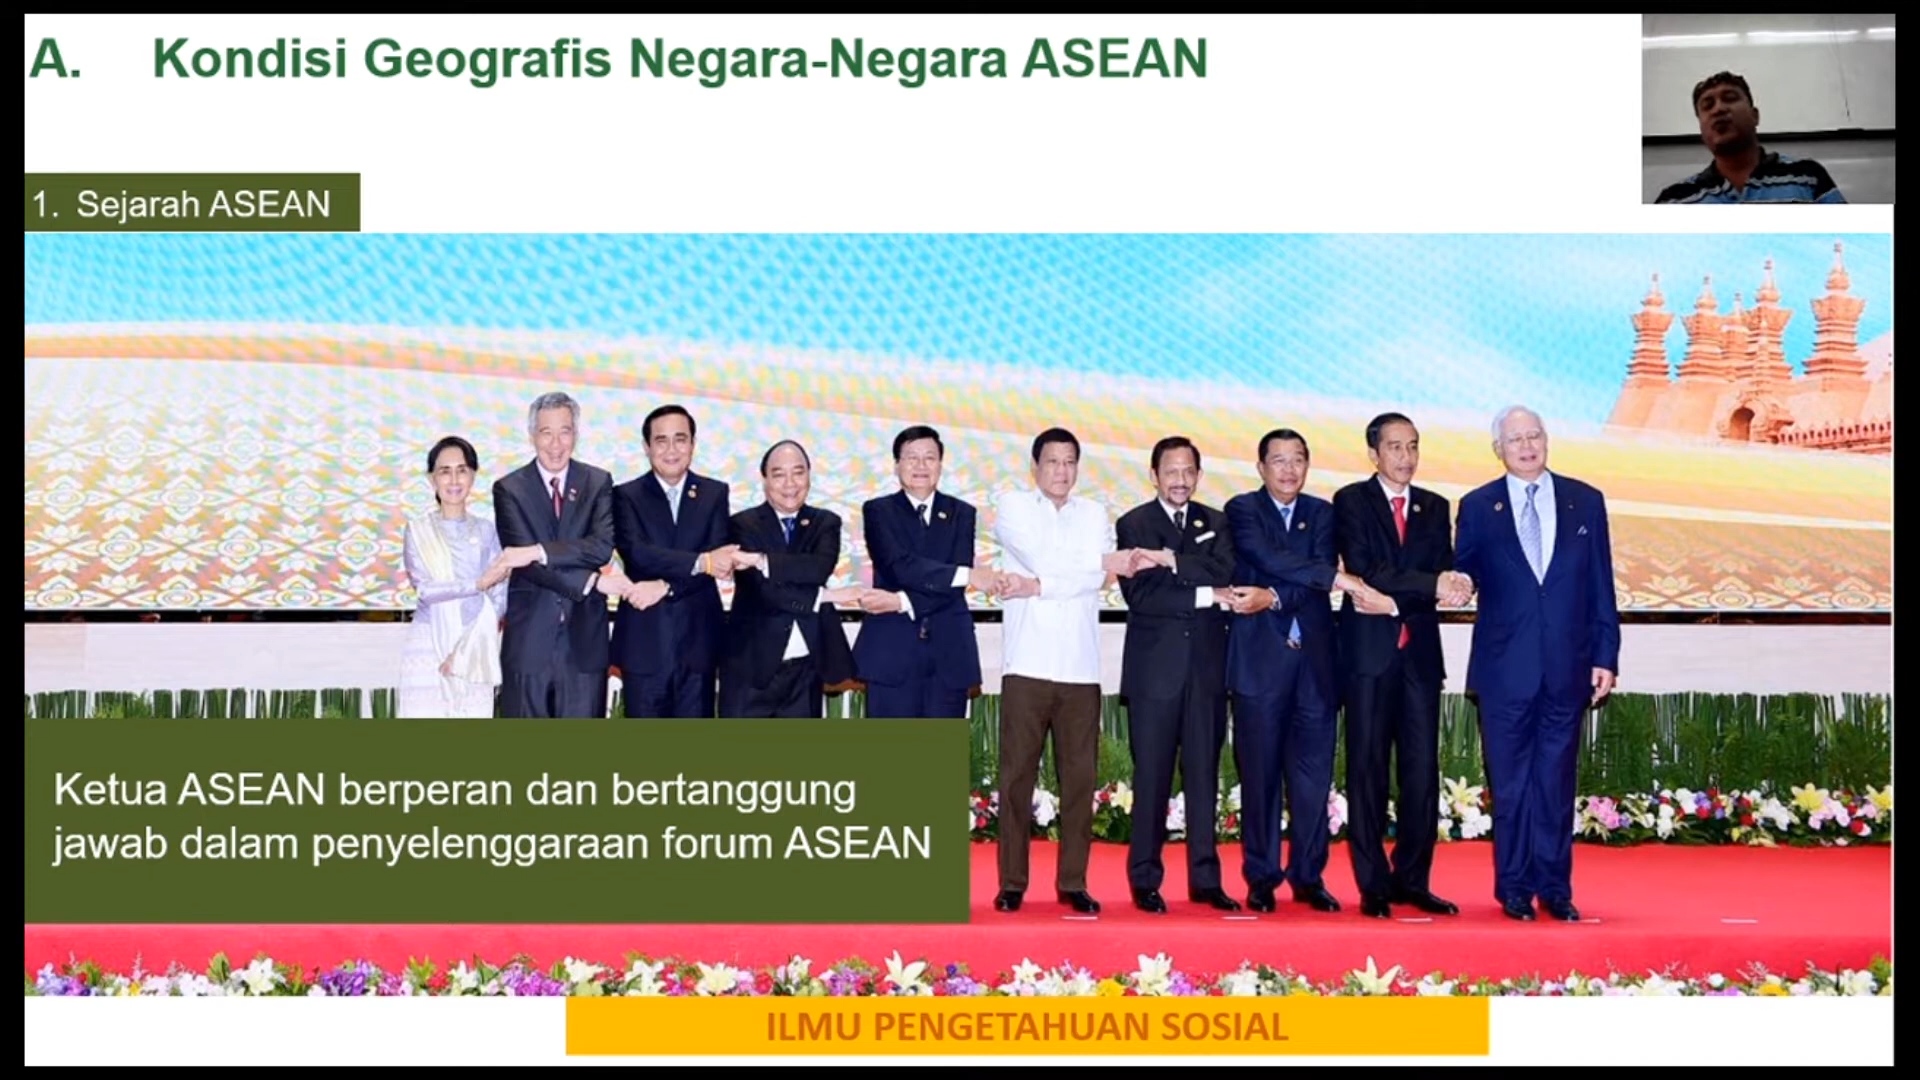 A. Kondisi Geografis Negara-Negara ASEAN
1. Sejarah ASEAN
Ketua ASEAN berperan dan bertanggung
jawab dalam penyelenggaraan forum ASEAN
ILMU PENGETAHUAN SOSIAL